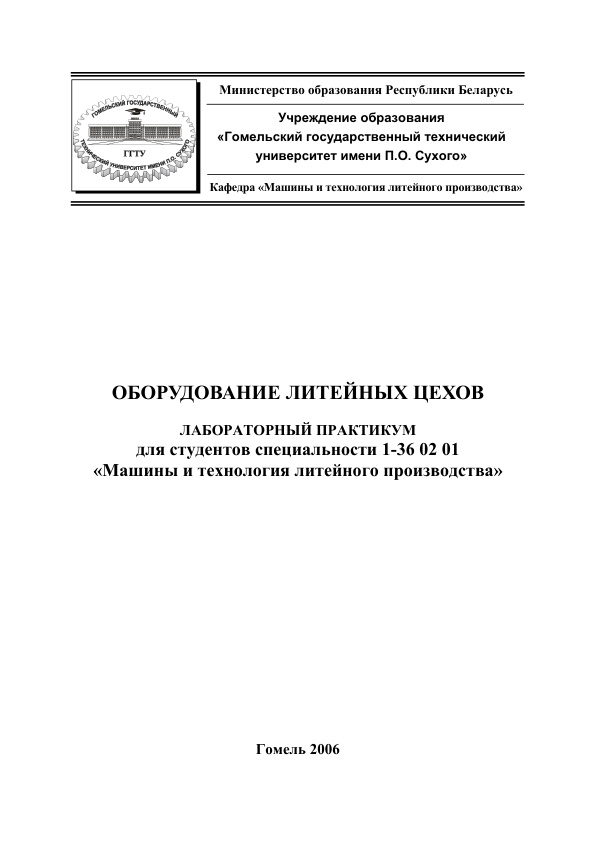 ГОМЕЛЬСКИЙ ГОСУДАРСТВЕННЫЙ
ГГТУ
ТЕХНИЧЕСКИЙ УНИВЕРСИТЕТ ИМЕНИ П.О. СУХОГО
Министерство образования Республики Беларусь
Учреждение образования
«Гомельский государственный технический
университет имени П.О. Сухого»
Кафедра «Машины и технология литейного производства»
ОБОРУДОВАНИЕ ЛИТЕЙНЫХ ЦЕХОВ
ЛАБОРАТОРНЫЙ ПРАКТИКУМ
для студентов специальности 1-36 02 01
«Машины и технология литейного производства»
Гомель 2006